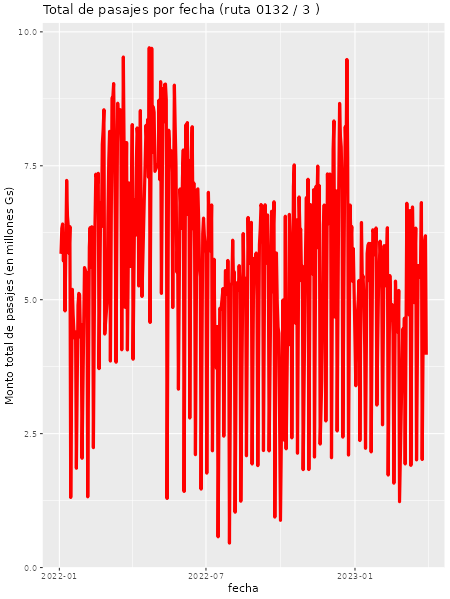 Total de pasajes por fecha (ruta 0132 / 3 )
Monto total de pasajes (en millones Gs)
10.0
7.5
5.0
2.5
0.0
2022-01
2022-07
2023-01
fecha